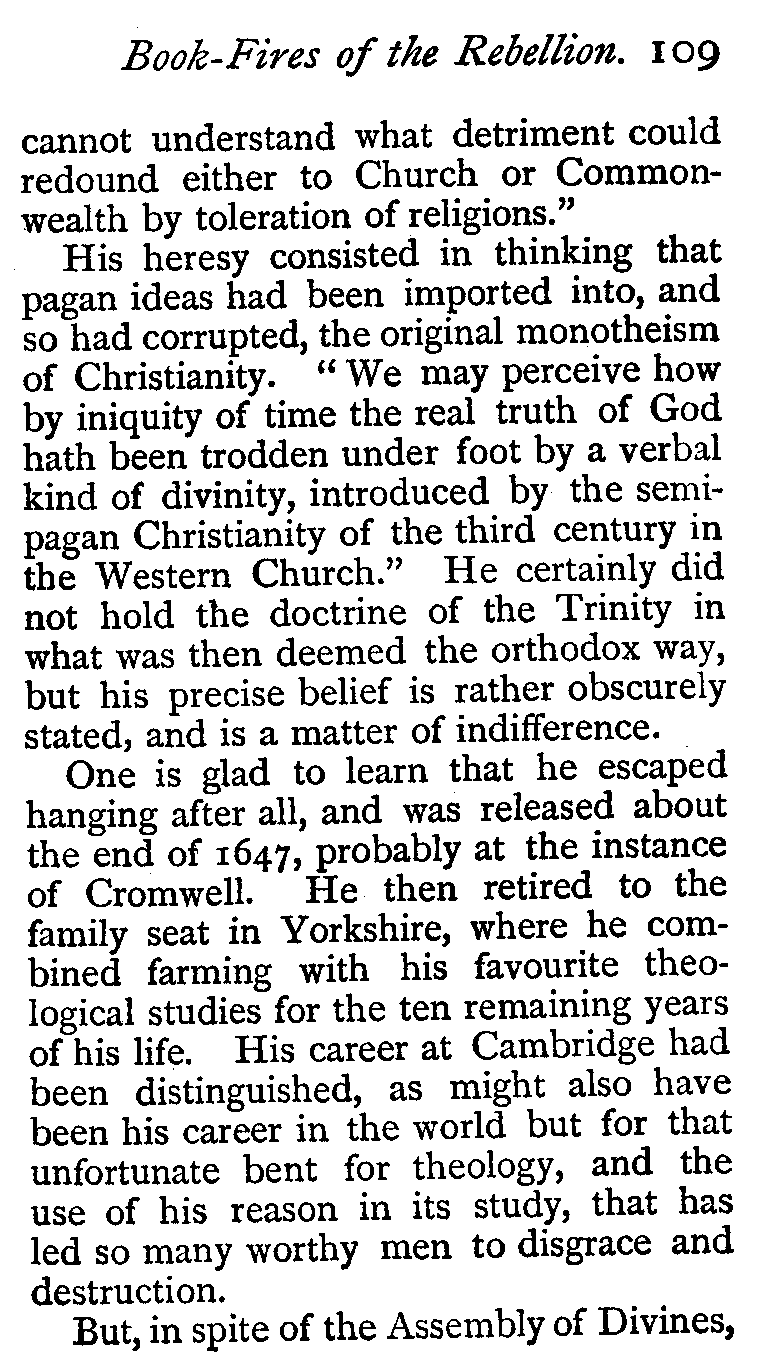 Book-Fires of the Rebellion. 109
cannot understand what detriment could
redound either to Church or Common-
wealth by toleration of religions.”
His heresy consisted in thinking that
pagan ideas had been imported into, and
so had corrupted, the original monotheism
of Christianity. “ We may perceive how
by iniquity of time the real truth of God
hath been trodden under foot by a verbal
kind of divinity, introduced by the semi-
pagan Christianity of the third century in
the Western Church.” He certainly did
not hold the doctrine of the Trinity in
what was then deemed the orthodox way,
but his precise belief is rather obscurely
stated, and is a matter of indifference.
One is glad to learn that he escaped
hanging after all, and was released about
the end of 1647, probably at the instance
of Cromwell. He then retired to the
family seat in Yorkshire, where he com-
bined farming with his favourite theo-
logical studies for the ten remaining years
of his life. His career at Cambridge had
been distinguished, as might also have
been his career in the world but for that
unfortunate bent for theology, and the
use of his reason in its study, that has
led so many worthy men to disgrace and
destruction.
But, in spite of the Assembly of Divines,